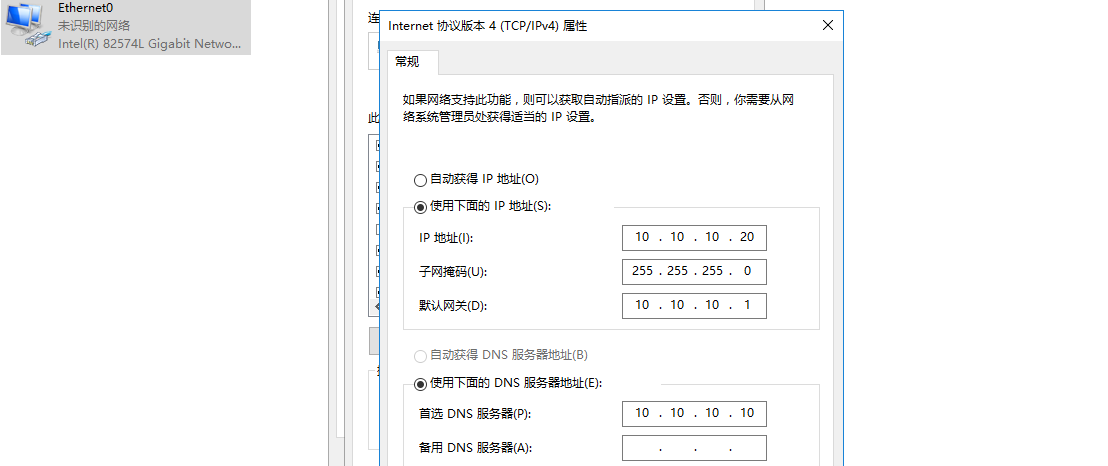 Ethernet0
未识别的网络
Intel(R) 82574L Gigabit Netwo...
Internet 协议版本 4 (TCP/IPv4) 属性
常规
如果网络支持此功能，则可以获取自动指派的 IP 设置。否则，你需要从网
络系统管理员处获得适当的 IP 设置。
自动获得 IP 地址(O)
使用下面的 IP 地址(S):
IP 地址(I): 10 . 10 . 10 . 20
子网掩码(U): 255 . 255 . 255 . 0
默认网关(D): 10 . 10 . 10 . 1
自动获得 DNS 服务器地址(B)
使用下面的 DNS 服务器地址(E):
首选 DNS 服务器(P): 10 . 10 . 10 . 10
备用 DNS 服务器(A): . . .